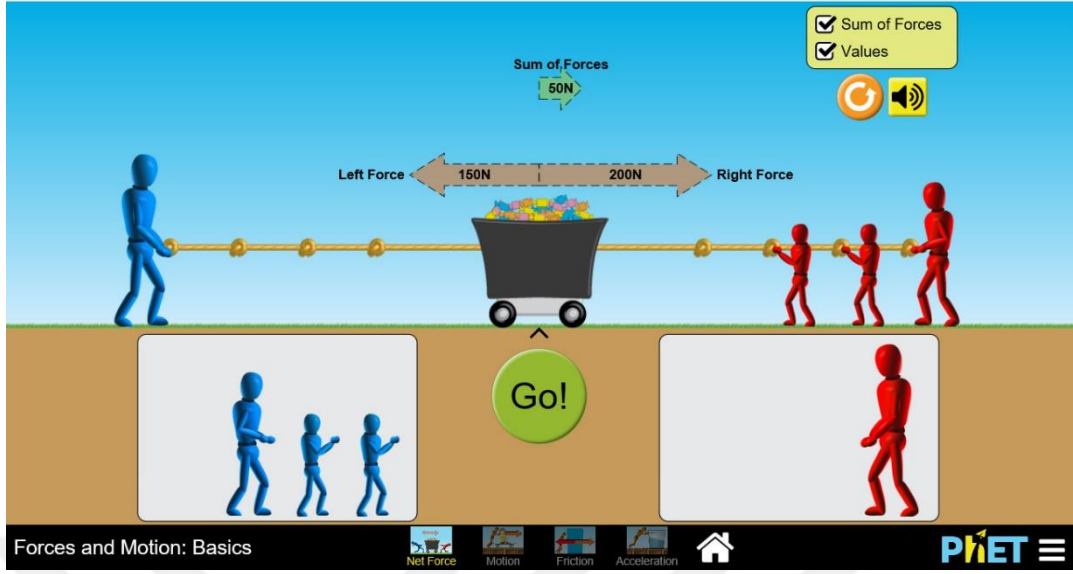 Sum of Forces
Values
Sum of Forces
50N
Left Force
150N
200N
Right Force
Go!
Forces and Motion: Basics
Net Force
Motion
Friction
Acceleration
PhET